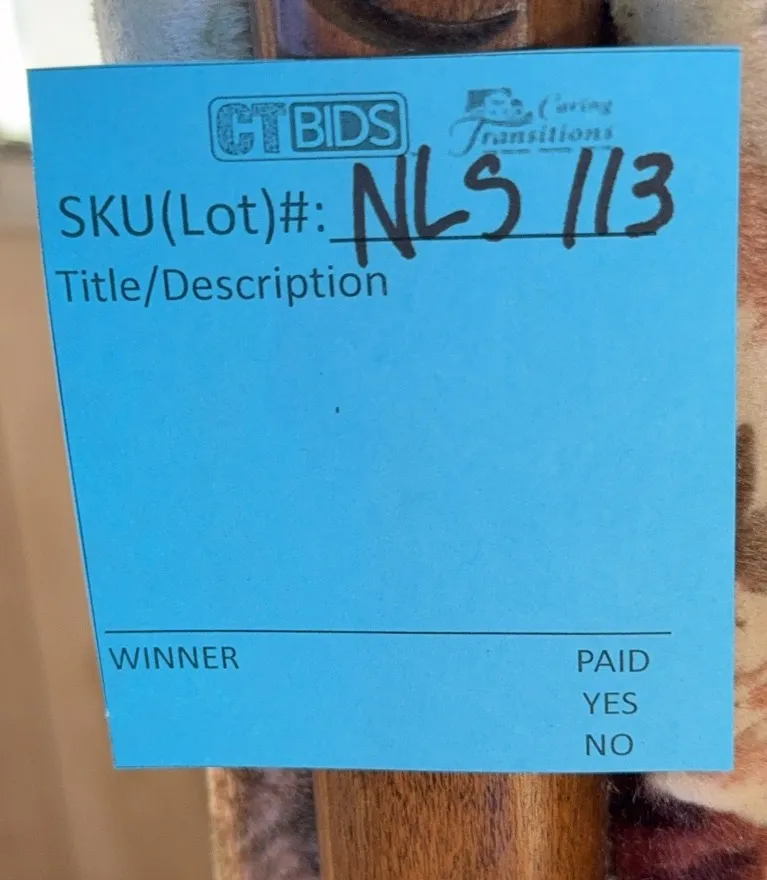 CTBIDS
Caring
Transitions
SKU(Lot)#: NLS 113
Title/Description
WINNER
PAID
YES
NO